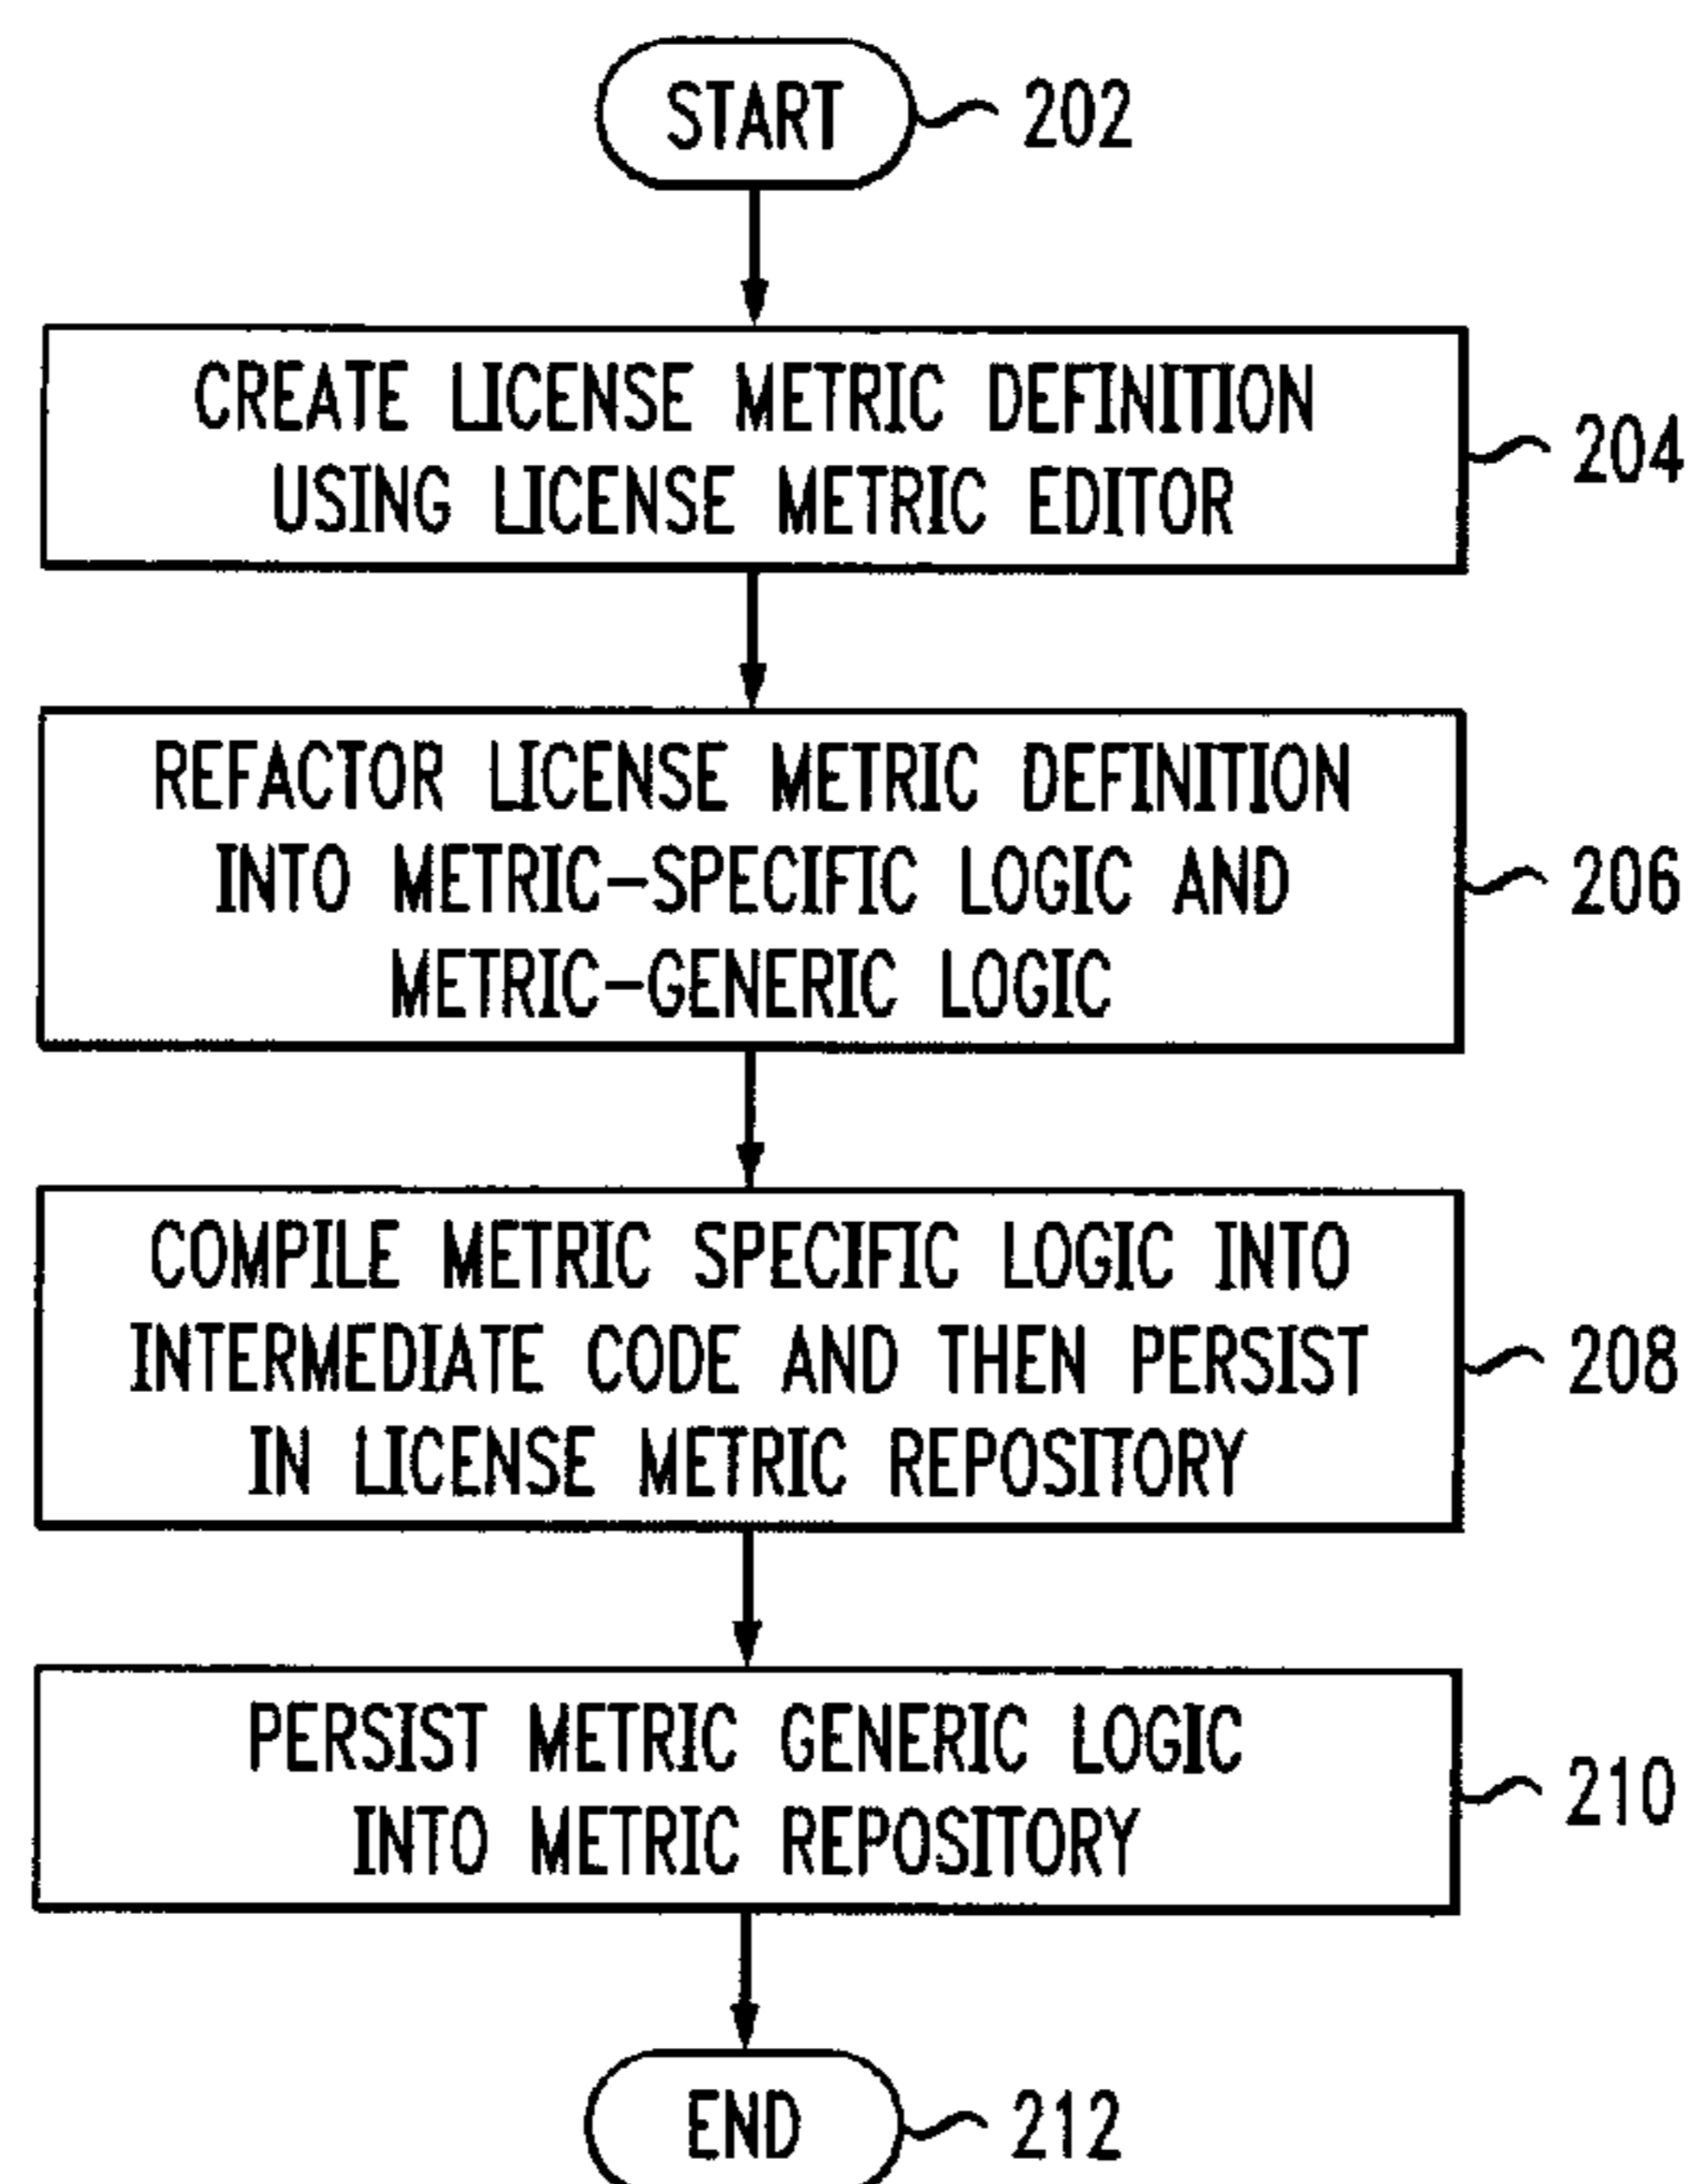 START 202
CREATE LICENSE METRIC DEFINITION
USING LICENSE METRIC EDITOR
204
REFACTOR LICENSE METRIC DEFINITION
INTO METRIC-SPECIFIC LOGIC AND
METRIC-GENERIC LOGIC
206
COMPILE METRIC SPECIFIC LOGIC INTO
INTERMEDIATE CODE AND THEN PERSIST
IN LICENSE METRIC REPOSITORY
208
PERSIST METRIC GENERIC LOGIC
INTO METRIC REPOSITORY
210
END 212